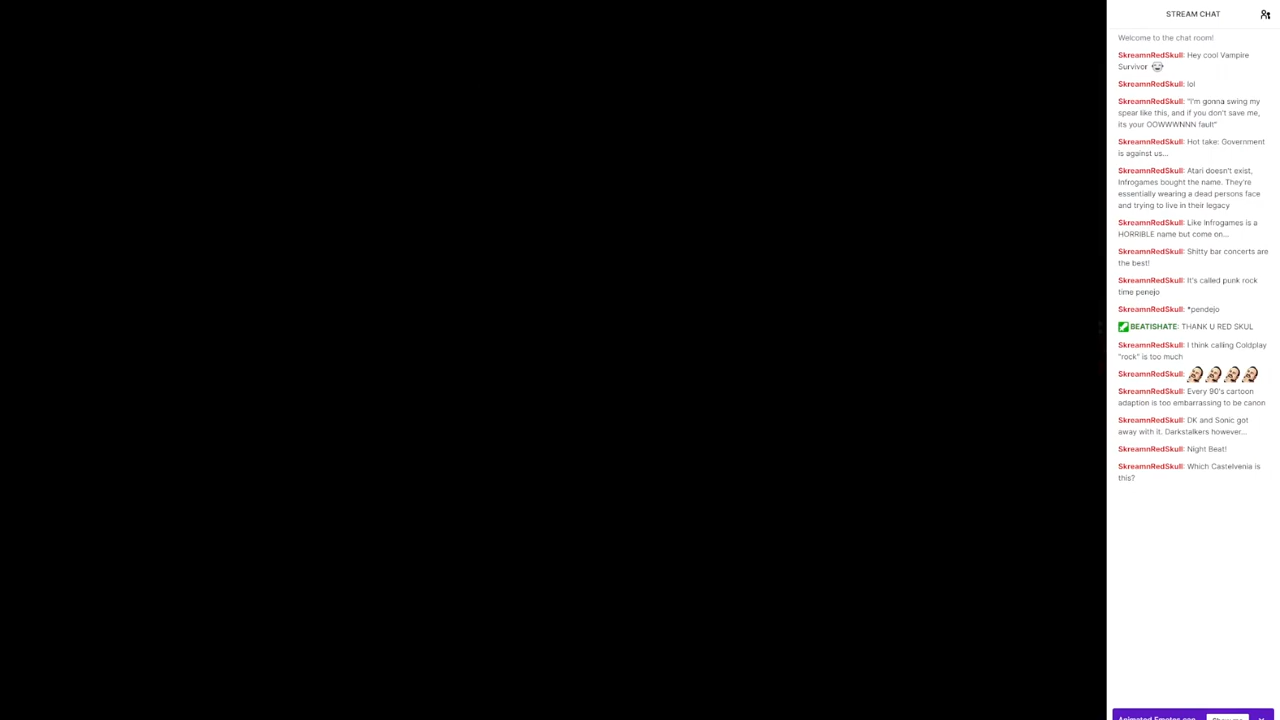 STREAM CHAT
Welcome to the chat room!
SkreamnRedSkull: Hey cool Vampire
Survivor
SkreamnRedSkull: lol
SkreamnRedSkull: "I'm gonna swing my
spear like this, and if you don't save me,
its your OOWWWNNN fault"
SkreamnRedSkull: Hot take: Government
is against us...
SkreamnRedSkull: Atari doesn't exist,
Infrogames bought the name. They're
essentially wearing a dead persons face
and trying to live in their legacy
SkreamnRedSkull: Like Infrogames is a
HORRIBLE name but come on...
SkreamnRedSkull: Shitty bar concerts are
the best!
SkreamnRedSkull: It's called punk rock
time penejo
SkreamnRedSkull: *pendejo
BEATISHATE: THANK U RED SKUL
SkreamnRedSkull: I think calling Coldplay
"rock" is too much
SkreamnRedSkull:
SkreamnRedSkull: Every 90's cartoon
adaption is too embarrassing to be canon
SkreamnRedSkull: DK and Sonic got
away with it. Darkstalkers however...
SkreamnRedSkull: Night Beat!
SkreamnRedSkull: Which Castelvenia is
this?
Animated Emotes
Show me